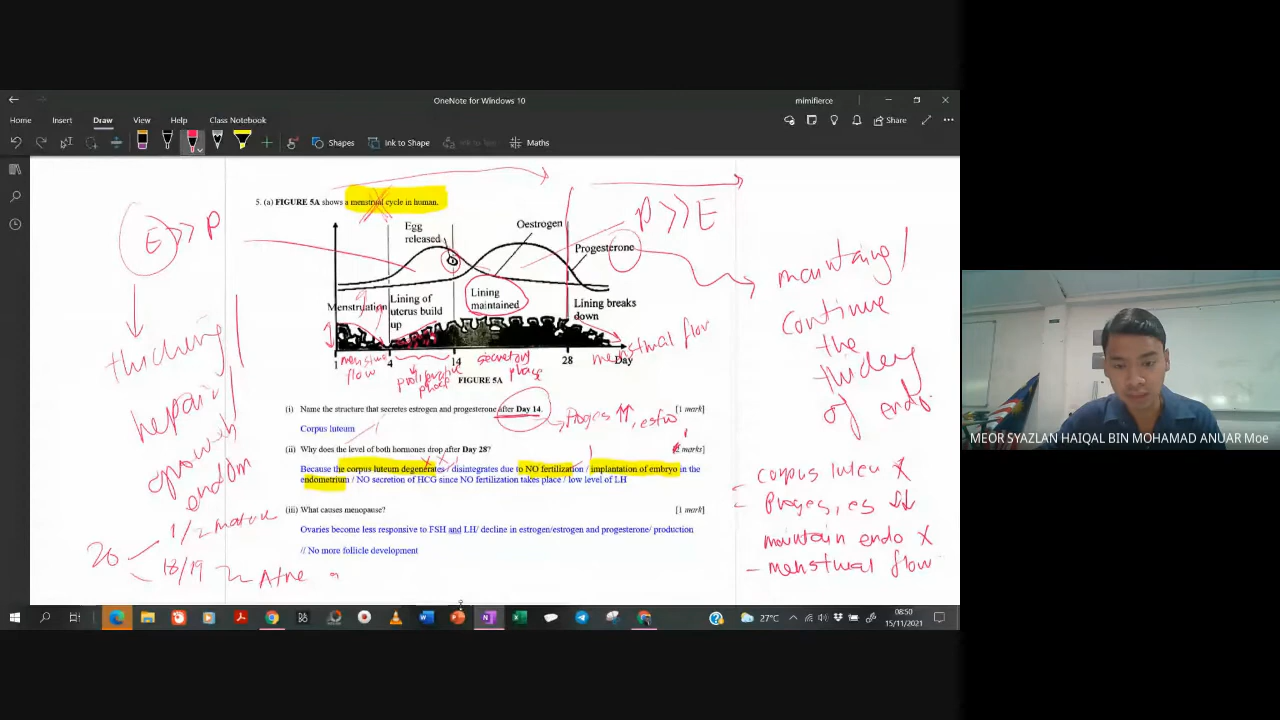 OneNote for Windows 10
mimifierce
Home Insert Draw View Help Class Notebook
Share
Shapes Ink to Shape Maths
5. (a) FIGURE 5A shows a menstrual cycle in human.
E >> P
P >> E
Egg
released
Oestrogen
Progesterone
Menstruation
Lining of
uterus build
up
Lining
maintained
Lining breaks
down
1 4 14 28 Day
menstrual flow
secretory
phase
flow
phase
FIGURE 5A
thickening
repair
growth
endom
maintaing /
continue
the
of endo.
(i) Name the structure that secretes estrogen and progesterone after Day 14. [1 mark]
Corpus luteum
Proges ↑↑, estro
(ii) Why does the level of both hormones drop after Day 28?
marks]
Because the corpus luteum degenerates / disintegrates due to NO fertilization / implantation of embryo in the
endometrium / NO secretion of HCG since NO fertilization takes place / low level of LH
(iii) What causes menopause? [1 mark]
Ovaries become less responsive to FSH and LH/ decline in estrogen/estrogen and progesterone/ production
// No more follicle development
corpus luteu X
- Proges, es ↓↓
maintain endo X
- menstrual flow
20
1/2 mature
18/19
27°C
08:50
15/11/2021
MEOR SYAZLAN HAIQAL BIN MOHAMAD ANUAR Moe